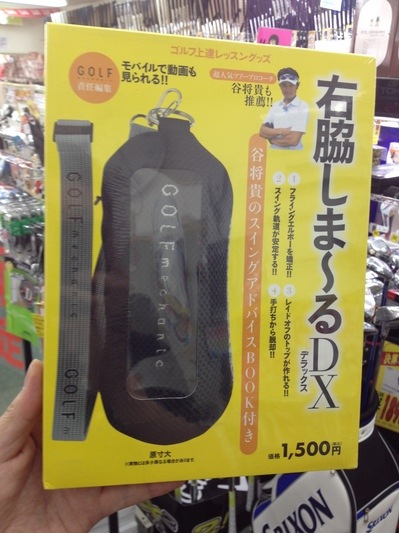 ゴルフ上達レッスングッズ
GOLF
責任編集
モバイルで動画も
見られる!!
超人気ツアープロコーチ
谷将貴も
推薦!!
右脇しま〜るDX
デラックス
1 フライングエルボーを矯正!!
2 スイング軌道が安定する!!
3 レイドオフのトップが作れる!!
4 手打ちから脱却!!
谷将貴のスイングアドバイスBOOK付き
GOLF mechanic
GOLF mechanic
GOLF
原寸大
価格 1,500円
SRIXON